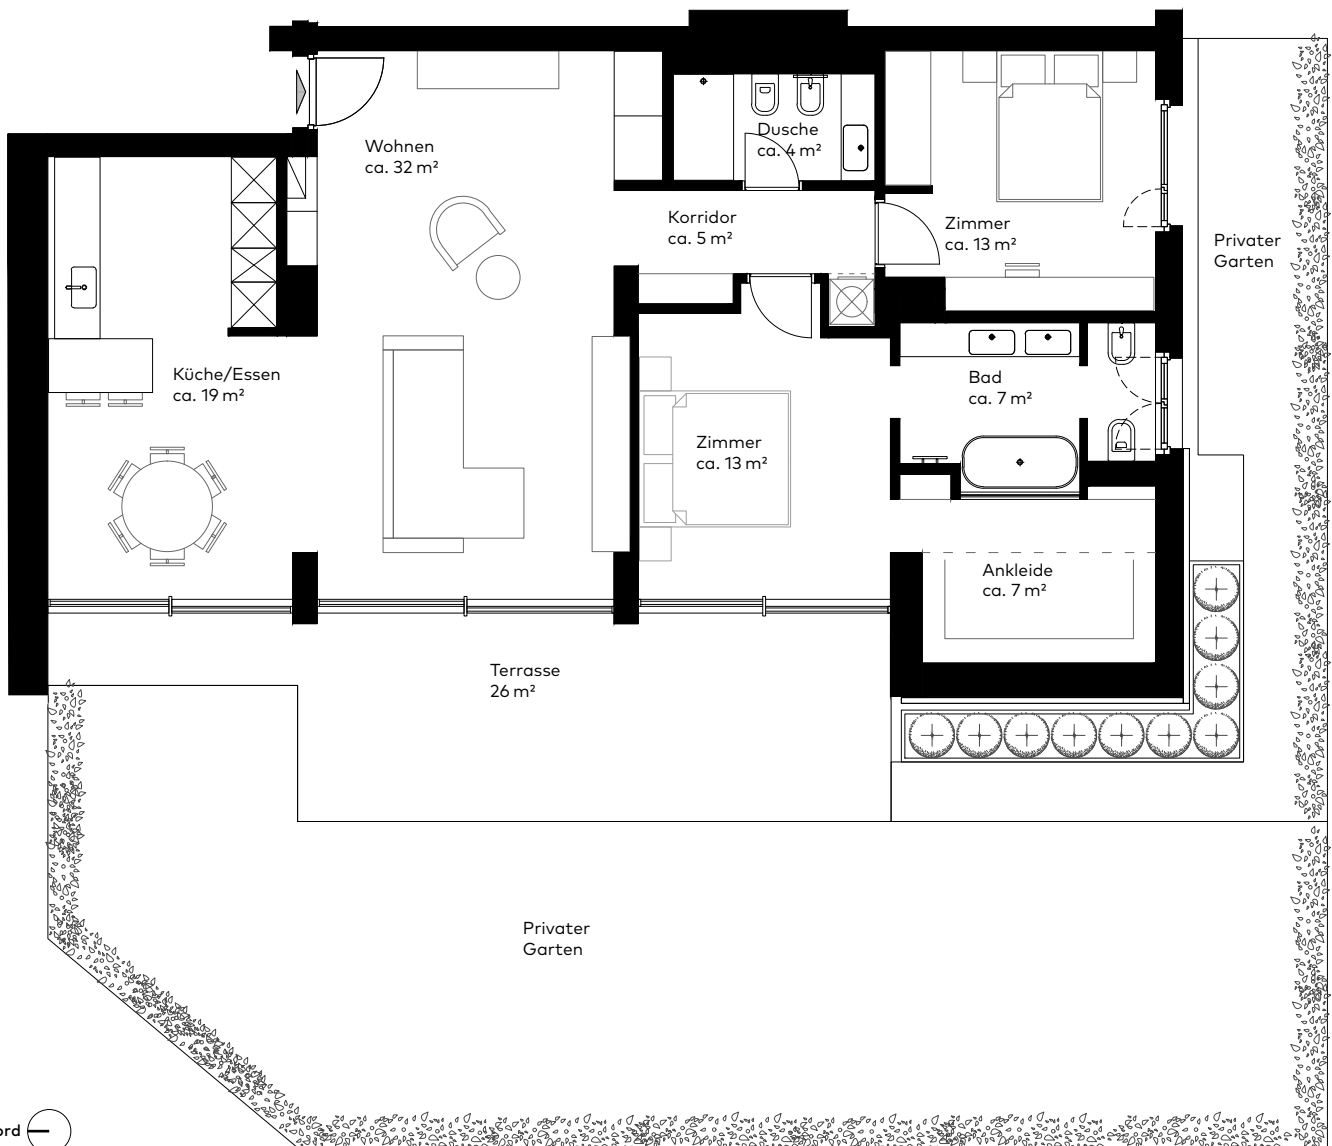 Wohnen
ca. 32 m²
Dusche
ca. 4 m²
Korridor
ca. 5 m²
Zimmer
ca. 13 m²
Privater
Garten
Küche/Essen
ca. 19 m²
Bad
ca. 7 m²
Zimmer
ca. 13 m²
Ankleide
ca. 7 m²
Terrasse
26 m²
Privater
Garten
ord